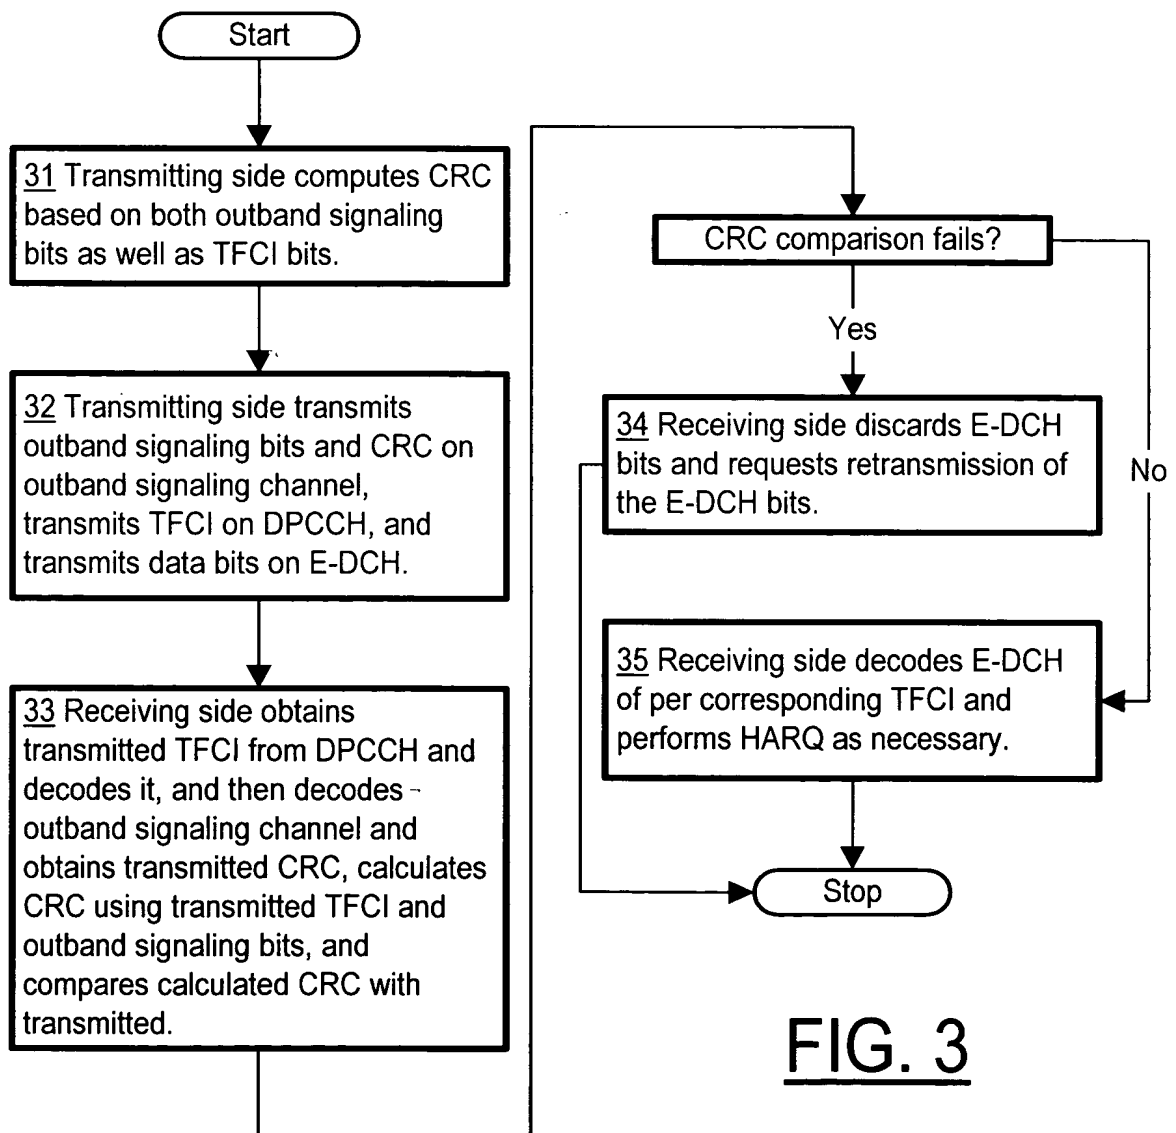 Start
31 Transmitting side computes CRC
based on both outband signaling
bits as well as TFCI bits.
32 Transmitting side transmits
outband signaling bits and CRC on
outband signaling channel,
transmits TFCI on DPCCH, and
transmits data bits on E-DCH.
33 Receiving side obtains
transmitted TFCI from DPCCH and
decodes it, and then decodes
outband signaling channel and
obtains transmitted CRC, calculates
CRC using transmitted TFCI and
outband signaling bits, and
compares calculated CRC with
transmitted.
CRC comparison fails?
Yes
No
34 Receiving side discards E-DCH
bits and requests retransmission of
the E-DCH bits.
35 Receiving side decodes E-DCH
of per corresponding TFCI and
performs HARQ as necessary.
Stop
FIG. 3